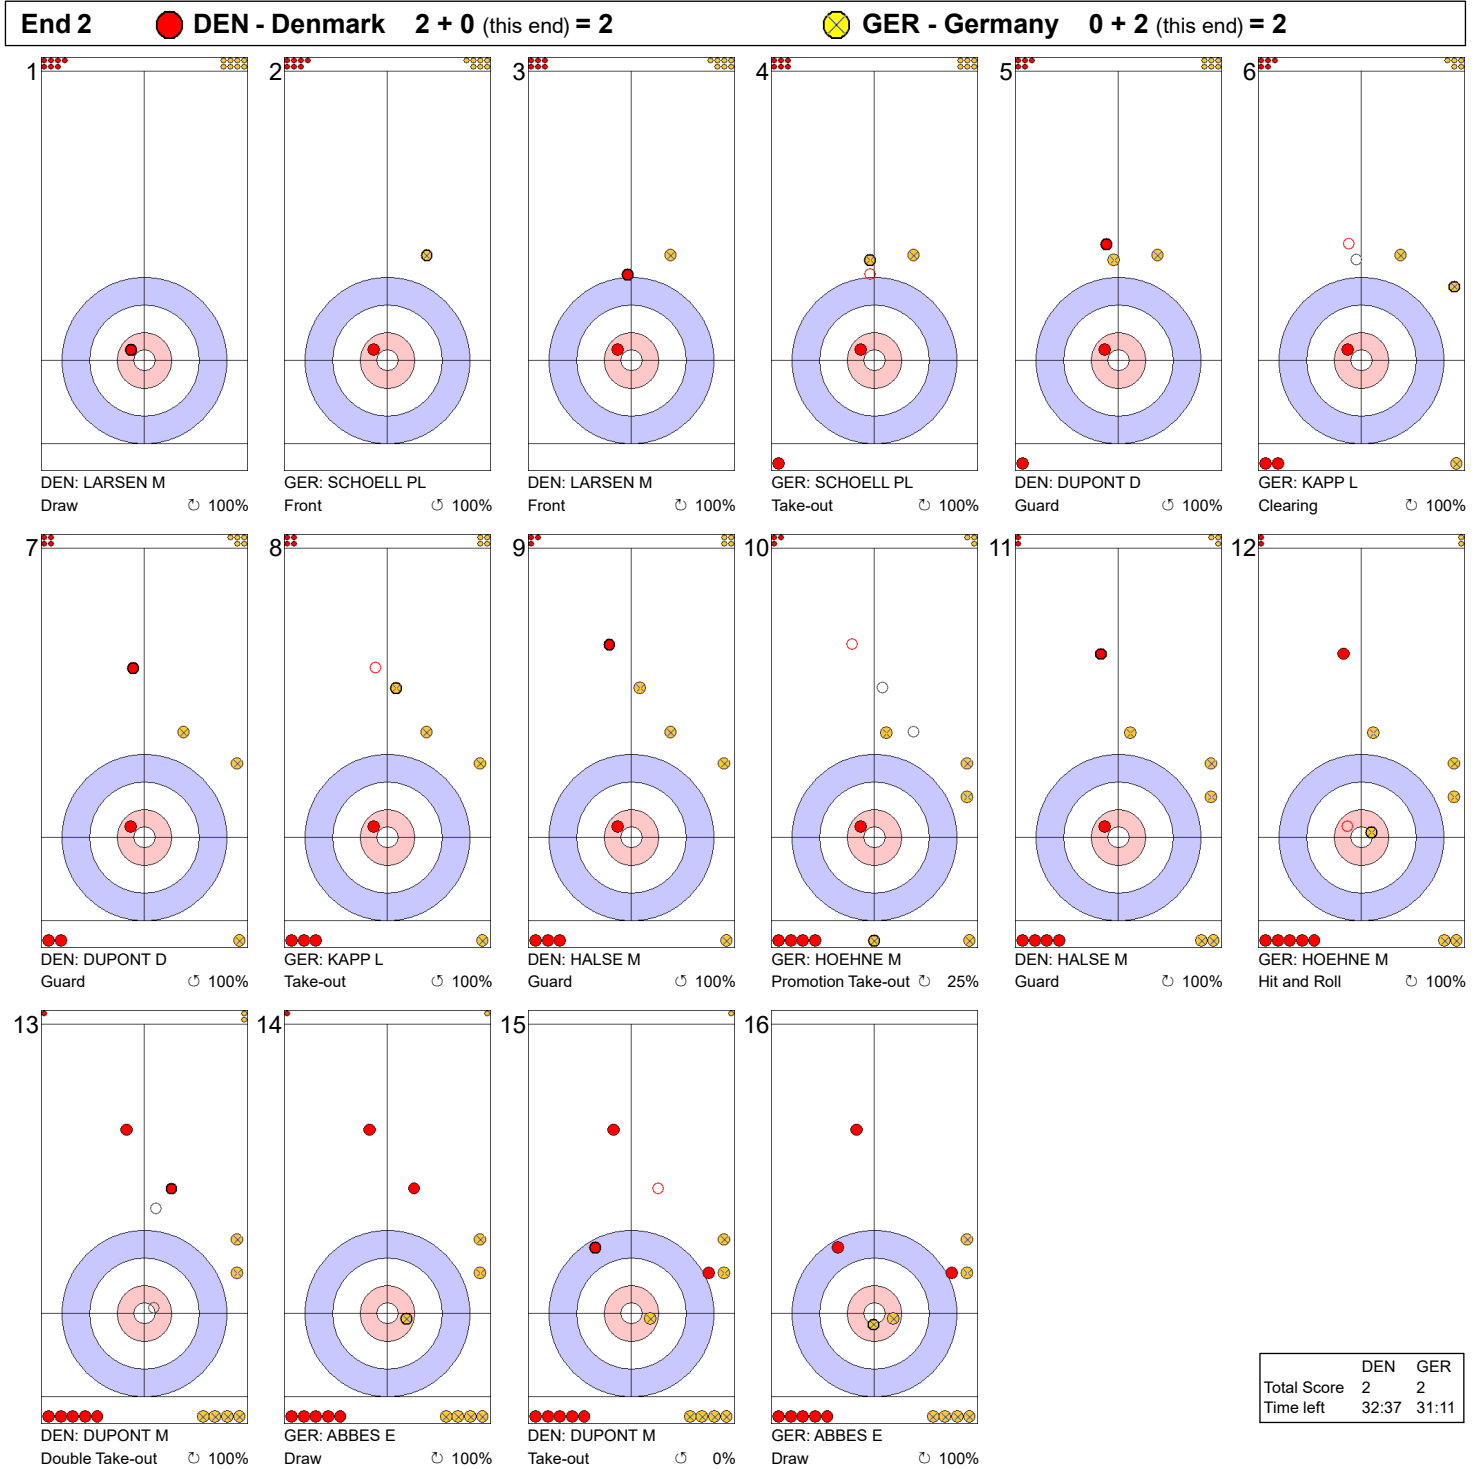 End 2 DEN - Denmark 2 + 0 (this end) = 2 GER - Germany 0 + 2 (this end) = 2
1 2 3 4 5 6
DEN: LARSEN M GER: SCHOELL PL DEN: LARSEN M GER: SCHOELL PL DEN: DUPONT D GER: KAPP L
Draw ↻ 100% Front ↺ 100% Front ↻ 100% Take-out ↻ 100% Guard ↻ 100% Clearing ↻ 100%
7 8 9 10 11 12
DEN: DUPONT D GER: KAPP L DEN: HALSE M GER: HOEHNE M DEN: HALSE M GER: HOEHNE M
Guard ↺ 100% Take-out ↻ 100% Guard ↺ 100% Promotion Take-out ↻ 25% Guard ↺ 100% Hit and Roll ↻ 100%
13 14 15 16
DEN: DUPONT M GER: ABBES E DEN: DUPONT M GER: ABBES E
Double Take-out ↻ 100% Draw ↻ 100% Take-out ↺ 0% Draw ↻ 100%
DEN GER
Total Score 2 2
Time left 32:37 31:11